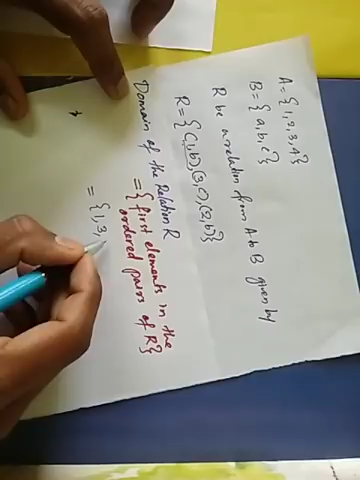 A = {1, 2, 3, 4}
B = {a, b, c}
R be a relation from A to B given by
R = {(1, b), (3, c), (2, b)}
Domain of the Relation R
= {first elements in the
ordered pairs of R}
= {1, 3,